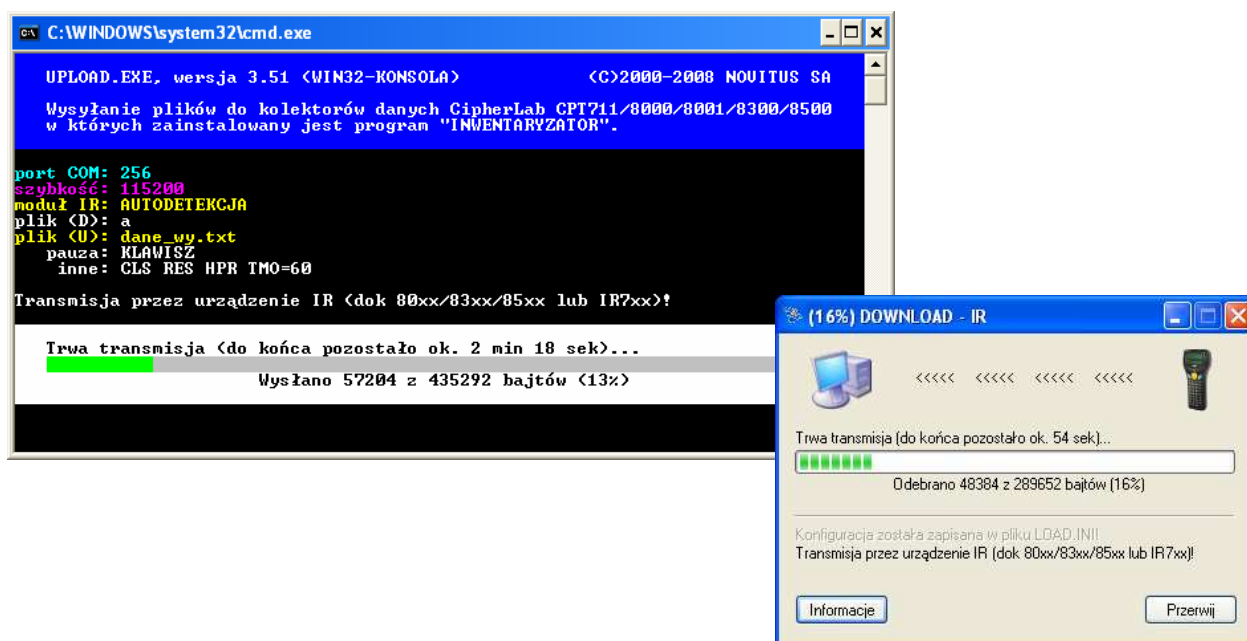 C:\WINDOWS\system32\cmd.exe
UPLOAD.EXE, wersja 3.51 (WIN32-KONSOLA) (C)2000-2008 NOVITUS SA
Wysyłanie plików do kolektorów danych CipherLab CPT711/8000/8001/8300/8500
w których zainstalowany jest program "INWENTARYZATOR".
port COM: 256
szybkość: 115200
moduł IR: AUTODETEKCJA
plik (D): a
plik (U): dane_wy.txt
pauza: KLAWISZ
inne: CLS RES HPR TMO=60
Transmisja przez urządzenie IR (dok 80xx/83xx/85xx lub IR7xx)!
Trwa transmisja (do końca pozostało ok. 2 min 18 sek)...
Wysłano 57204 z 435292 bajtów (13%)
(16%) DOWNLOAD - IR
<<<<< <<<<< <<<<< <<<<<
Trwa transmisja (do końca pozostało ok. 54 sek)...
Odebrano 48384 z 289652 bajtów (16%)
Konfiguracja została zapisana w pliku LOAD.INI!
Transmisja przez urządzenie IR (dok 80xx/83xx/85xx lub IR7xx)!
Informacje Przerwij